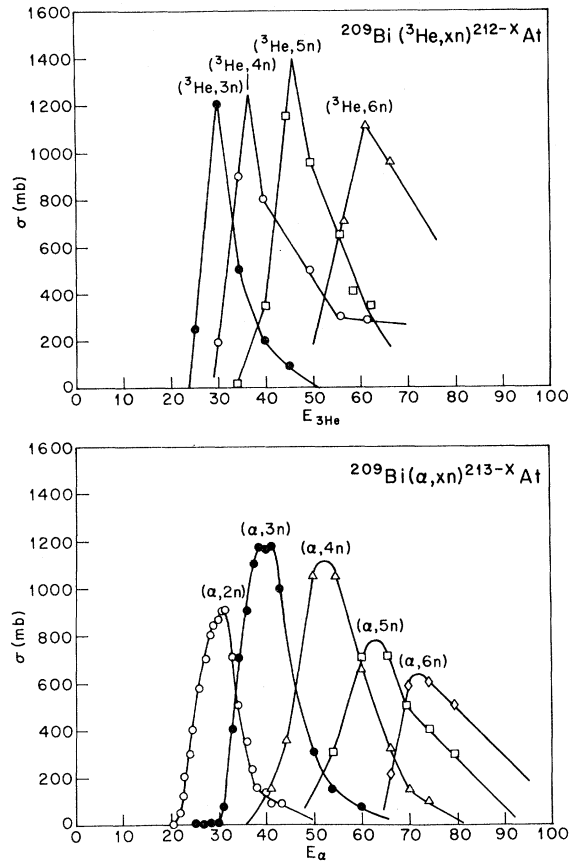 1600
²⁰⁹Bi (³He,xn)²¹²⁻ˣAt
(³He,5n)
1400
(³He,4n)
(³He,3n)
(³He,6n)
1200
1000
σ (mb)
800
600
400
200
0
0 10 20 30 40 50 60 70 80 90 100
E₃He
1600
²⁰⁹Bi(α,xn)²¹³⁻ˣAt
1400
(α,3n)
1200
(α,4n)
1000
(α,2n)
σ (mb)
800
(α,5n)
(α,6n)
600
400
200
0
0 10 20 30 40 50 60 70 80 90 100
Eα